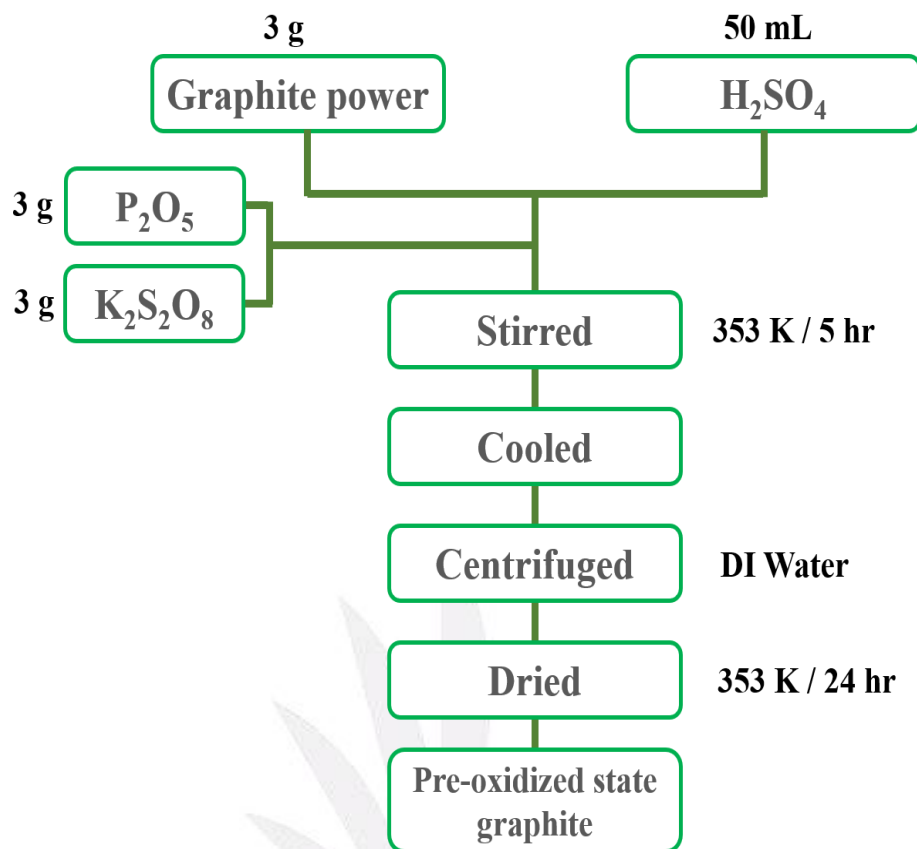 3 g
50 mL
Graphite power
H₂SO₄
3 g
P₂O₅
3 g
K₂S₂O₈
Stirred
353 K / 5 hr
Cooled
Centrifuged
DI Water
Dried
353 K / 24 hr
Pre-oxidized state
graphite